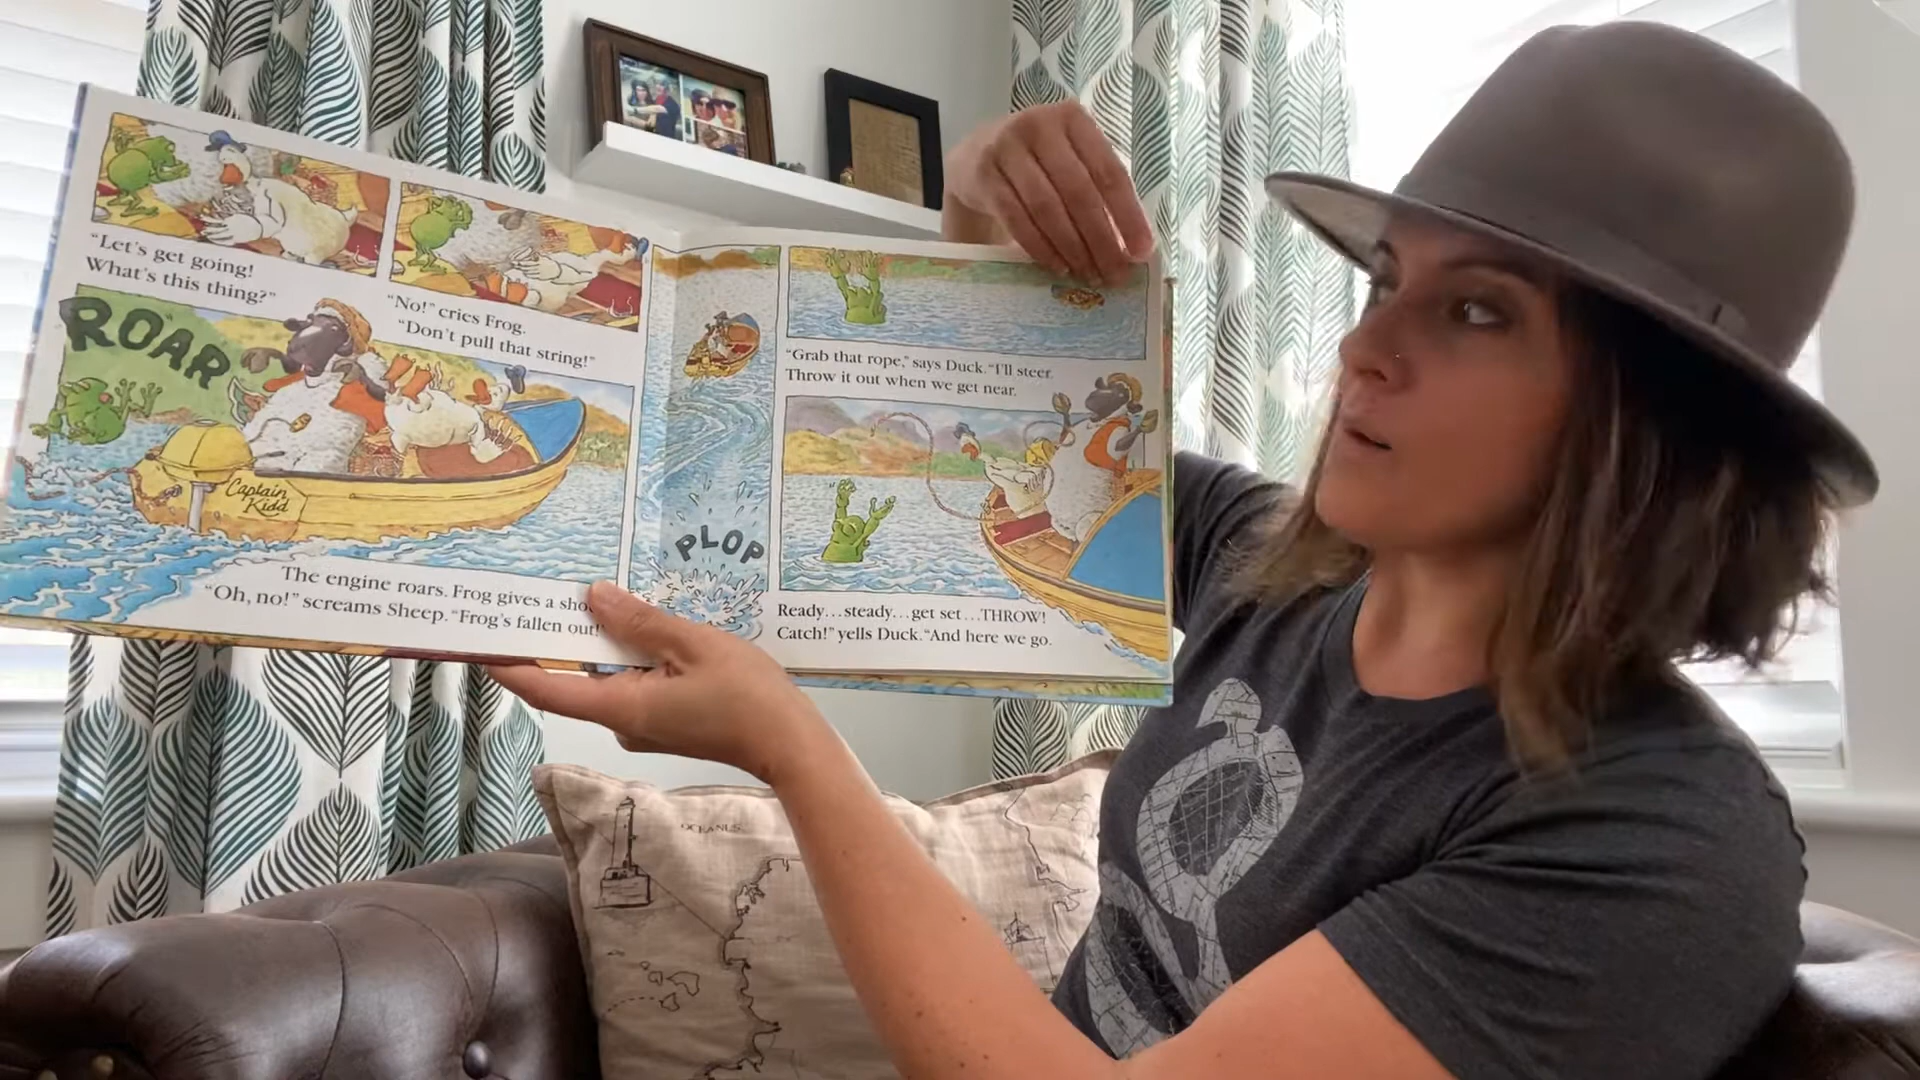 "Let's get going!
What's this thing?"
"No!" cries Frog.
"Don't pull that string!"
ROAR
Captain
Kidd
The engine roars. Frog gives a
"Oh, no!" screams Sheep. "Frog's fallen out!
PLOP
"Grab that rope," says Duck. "I'll steer.
Throw it out when we get near.
Ready...steady...get set...THROW!
Catch!" yells Duck. "And here we go.
OCEANUS